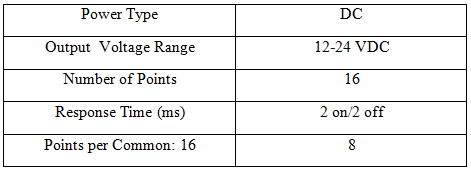 Power Type DC
Output Voltage Range 12-24 VDC
Number of Points 16
Response Time (ms) 2 on/2 off
Points per Common: 16 8